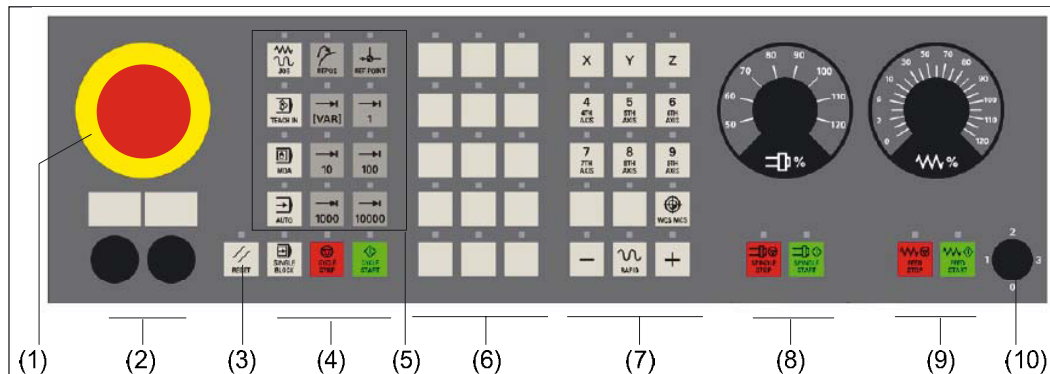 JOG REPOS REF POINT
TEACH IN [VAR] 1
MDA 10 100
AUTO 1000 10000
RESET SINGLE BLOCK CYCLE STOP CYCLE START
X Y Z
4 4TH AXIS 5 5TH AXIS 6 6TH AXIS
7 7TH AXIS 8 8TH AXIS 9 9TH AXIS
WCS MCS
− RAPID +
50 60 70 80 90 100 110 120
%
SPINDLE STOP SPINDLE START
0 2 6 10 30 50 70 80 90 100 110 120
%
FEED STOP FEED START
0 1 2 3
(1) (2) (3) (4) (5) (6) (7) (8) (9) (10)